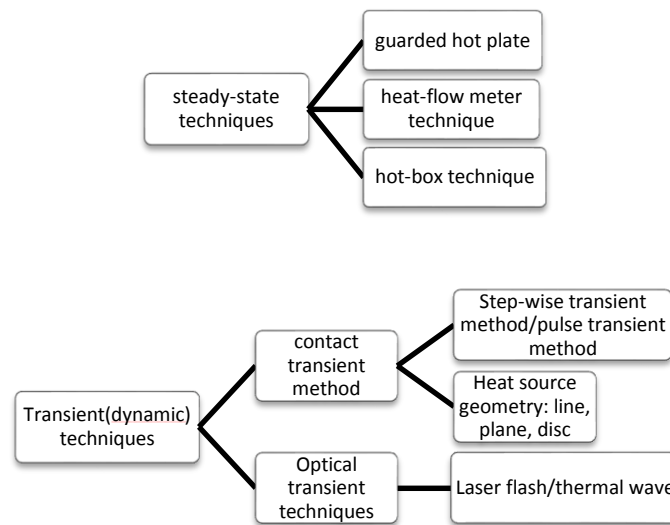 guarded hot plate
steady-state
techniques
heat-flow meter
technique
hot-box technique
Step-wise transient
method/pulse transient
method
contact
transient
method
Heat source
geometry: line,
plane, disc
Transient(dynamic)
techniques
Optical
transient
techniques
Laser flash/thermal wave